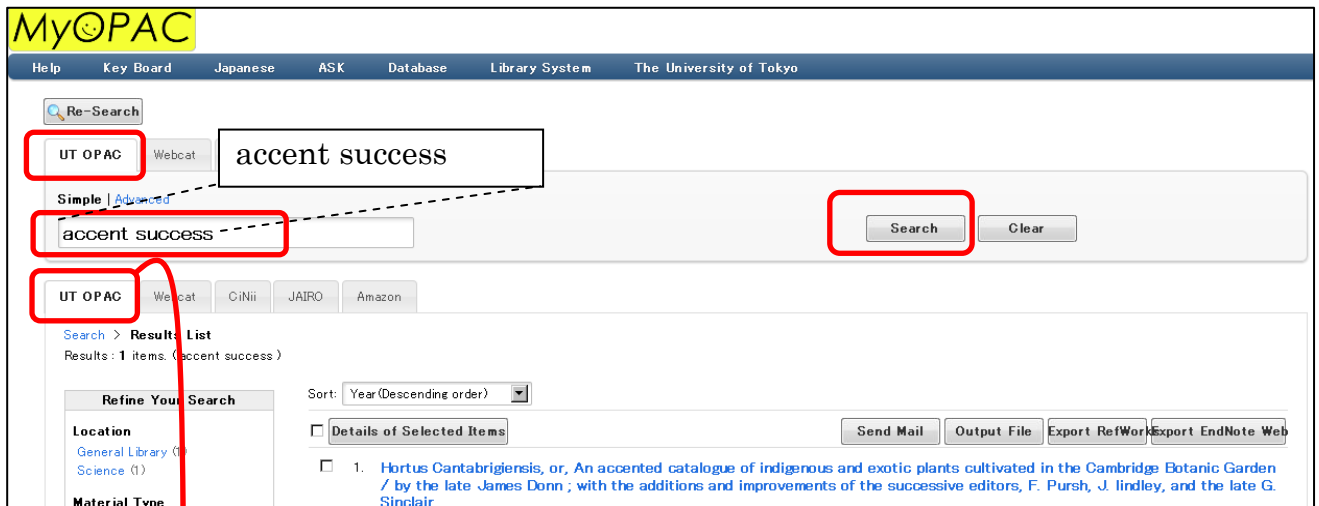 MyOPAC
Help Key Board Japanese ASK Database Library System The University of Tokyo
Re-Search
UT OPAC Webcat
accent success
Simple | Advanced
accent success
Search Clear
UT OPAC Webcat CiNii JAIRO Amazon
Search > Results List
Results : 1 items. (accent success )
Refine Your Search
Sort: Year(Descending order)
Location
Details of Selected Items Send Mail Output File Export RefWorks Export EndNote Web
General Library (1)
Science (1)
1. Hortus Cantabrigiensis, or, An accented catalogue of indigenous and exotic plants cultivated in the Cambridge Botanic Garden
/ by the late James Donn ; with the additions and improvements of the successive editors, F. Pursh, J. lindley, and the late G.
Sinclair
Material Type